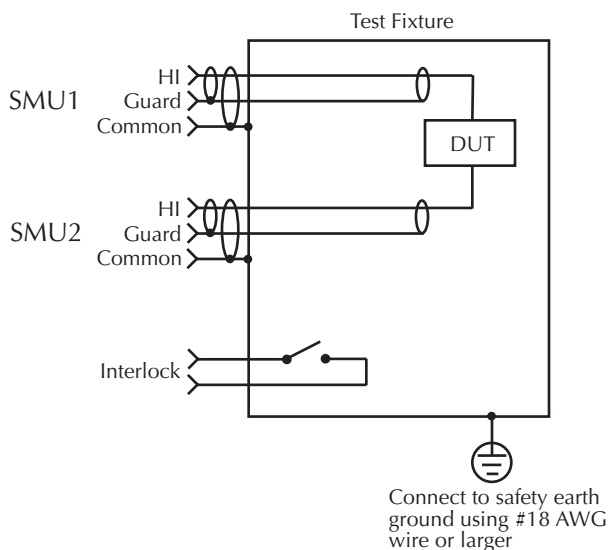 Test Fixture
SMU1
HI
Guard
Common
DUT
SMU2
HI
Guard
Common
Interlock
Connect to safety earth
ground using #18 AWG
wire or larger